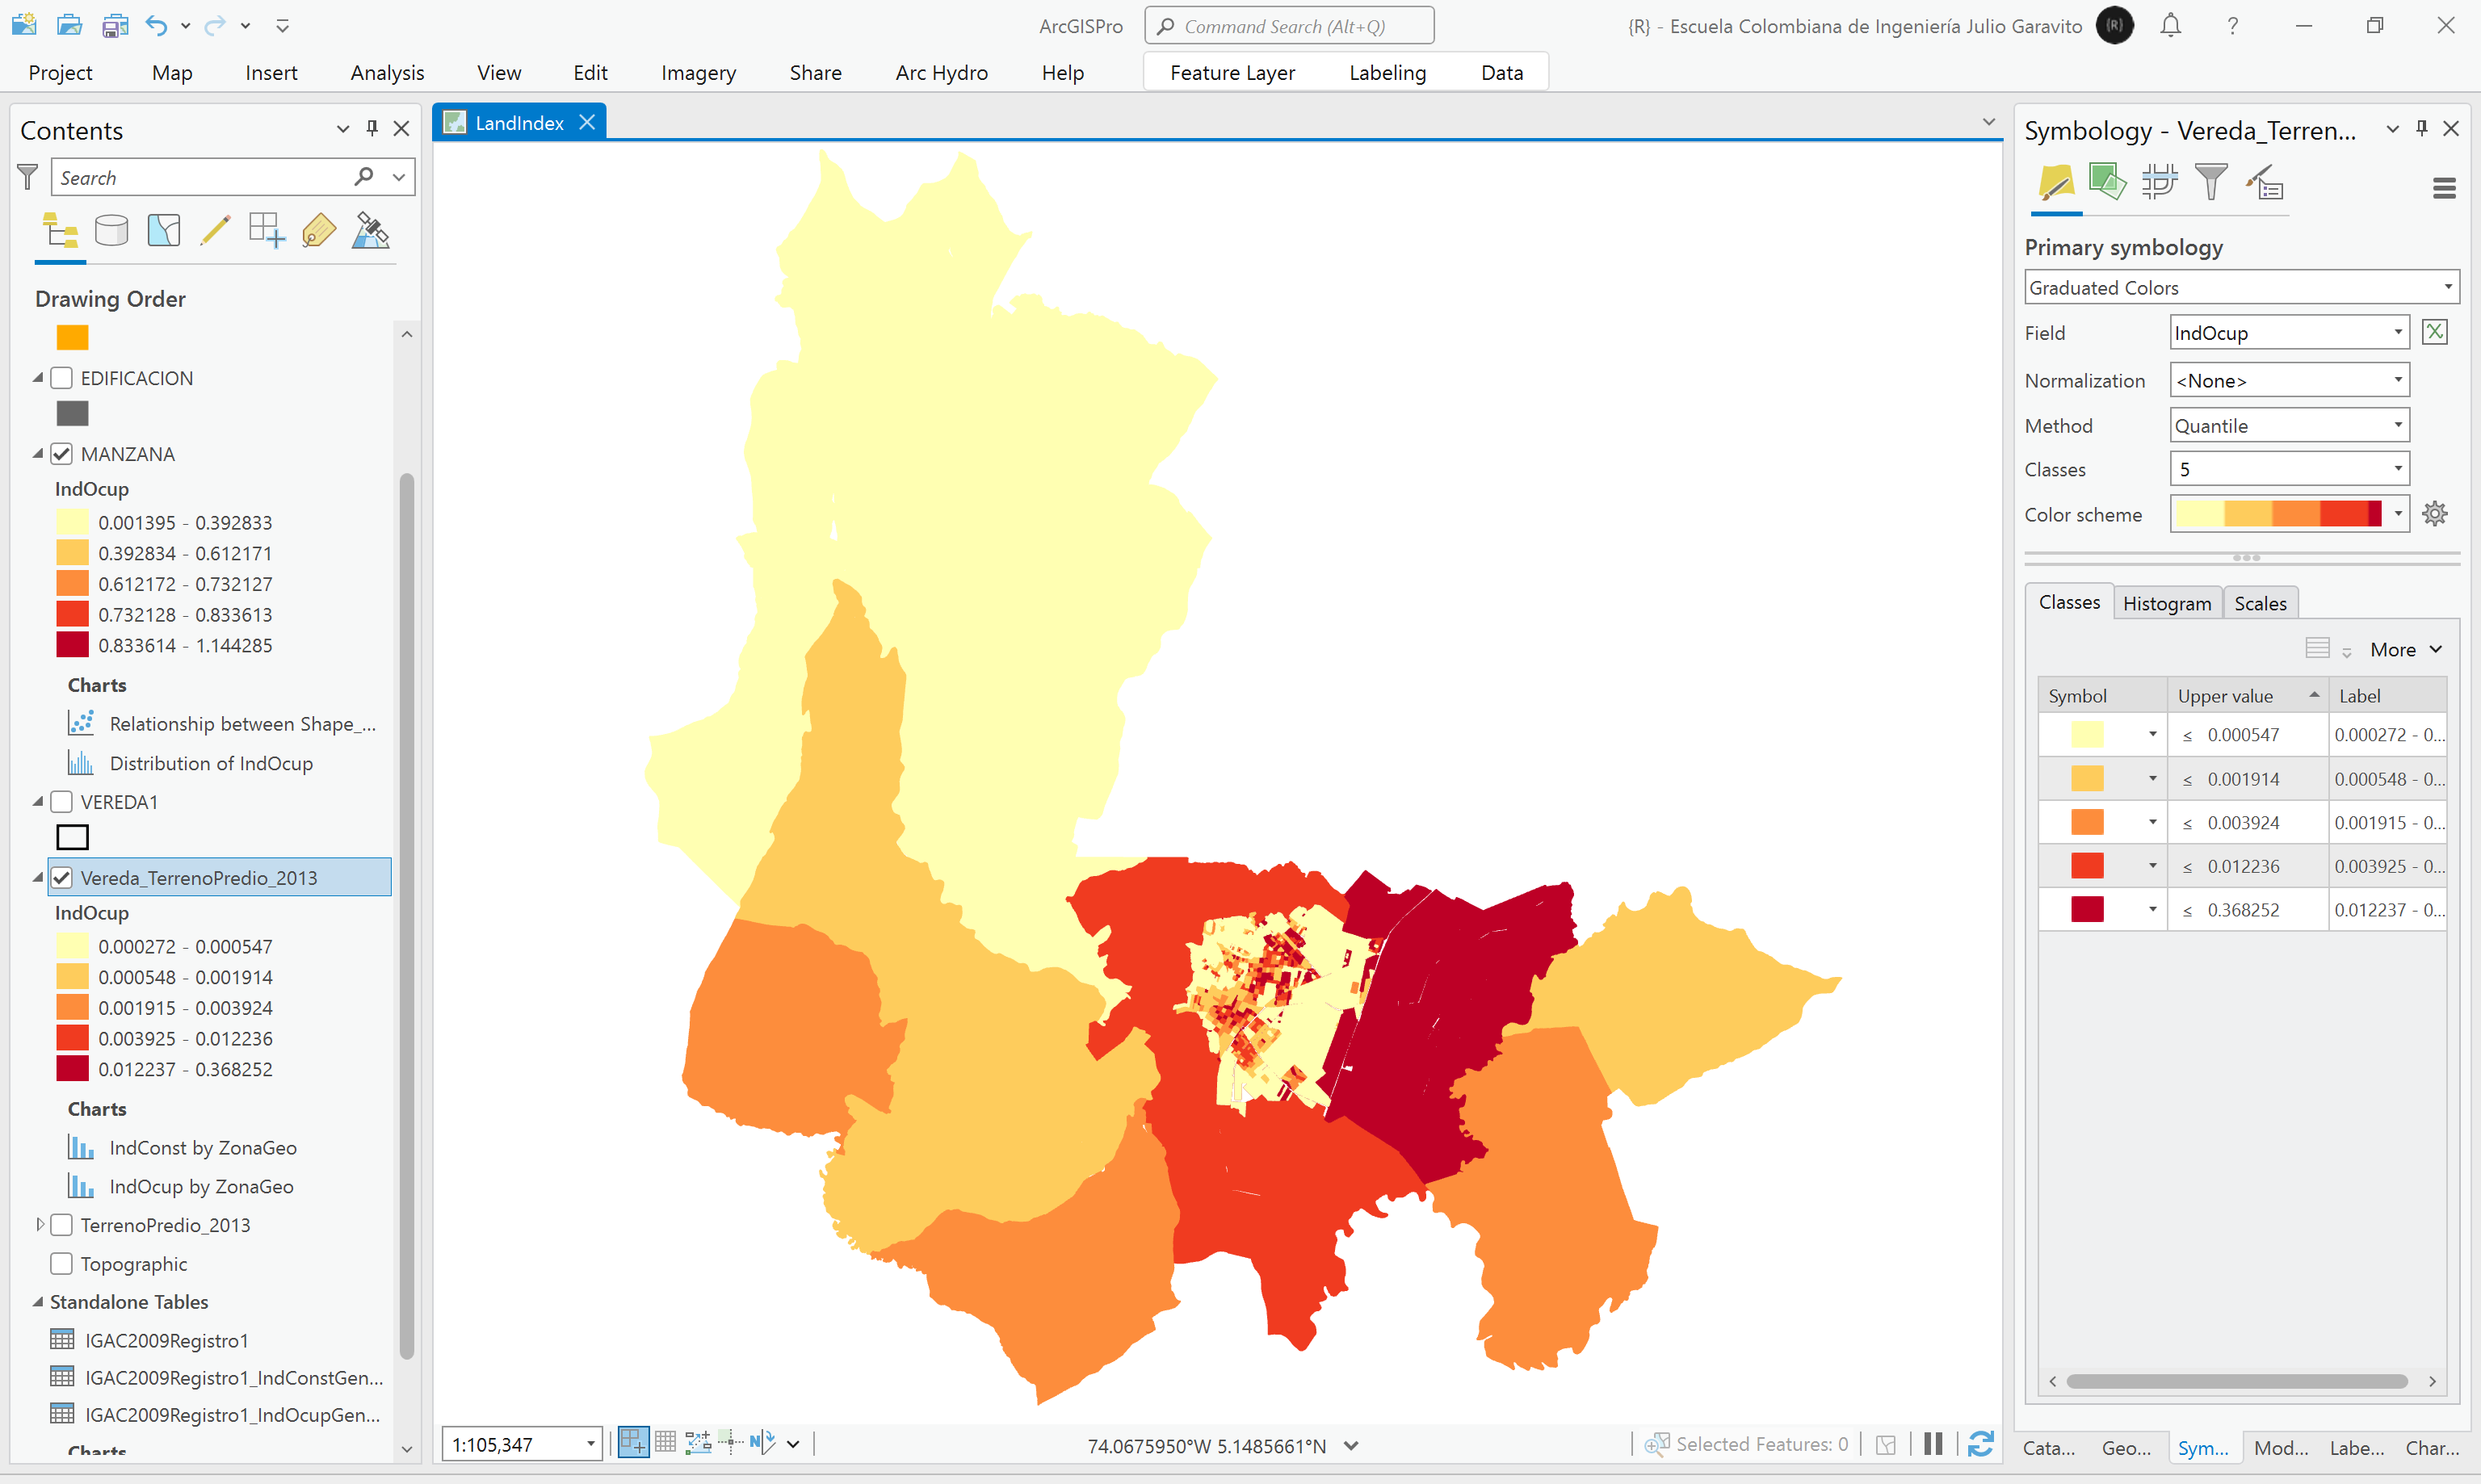 ArcGISPro
Command Search (Alt+Q)
{R} - Escuela Colombiana de Ingeniería Julio Garavito
{R}
?
Project Map Insert Analysis View Edit Imagery Share Arc Hydro Help Feature Layer Labeling Data
Contents
Search
Drawing Order
EDIFICACION
MANZANA
IndOcup
0.001395 - 0.392833
0.392834 - 0.612171
0.612172 - 0.732127
0.732128 - 0.833613
0.833614 - 1.144285
Charts
Relationship between Shape_...
Distribution of IndOcup
VEREDA1
Vereda_TerrenoPredio_2013
IndOcup
0.000272 - 0.000547
0.000548 - 0.001914
0.001915 - 0.003924
0.003925 - 0.012236
0.012237 - 0.368252
Charts
IndConst by ZonaGeo
IndOcup by ZonaGeo
TerrenoPredio_2013
Topographic
Standalone Tables
IGAC2009Registro1
IGAC2009Registro1_IndConstGen...
IGAC2009Registro1_IndOcupGen...
Charts
LandIndex
1:105,347
N
74.0675950°W 5.1485661°N
Selected Features: 0
Symbology - Vereda_Terren...
Primary symbology
Graduated Colors
Field IndOcup
Normalization <None>
Method Quantile
Classes 5
Color scheme
Classes Histogram Scales
More
Symbol Upper value Label
≤ 0.000547 0.000272 - 0...
≤ 0.001914 0.000548 - 0...
≤ 0.003924 0.001915 - 0...
≤ 0.012236 0.003925 - 0...
≤ 0.368252 0.012237 - 0...
Cata... Geo... Sym... Mod... Labe... Char...